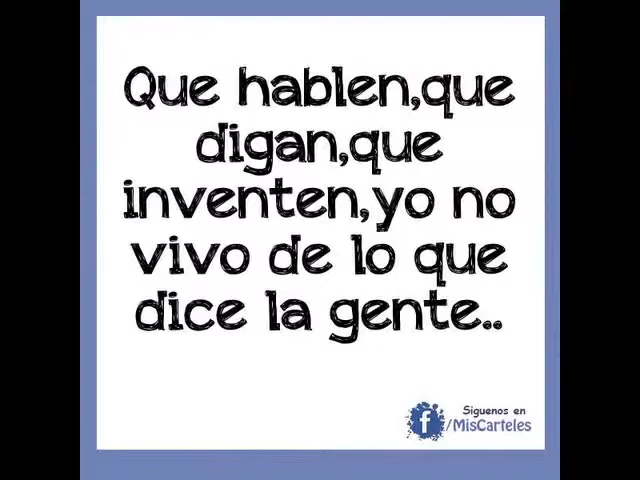 Que hablen,que
digan,que
inventen,yo no
vivo de lo que
dice la gente..
Siguenos en
f/MisCarteles